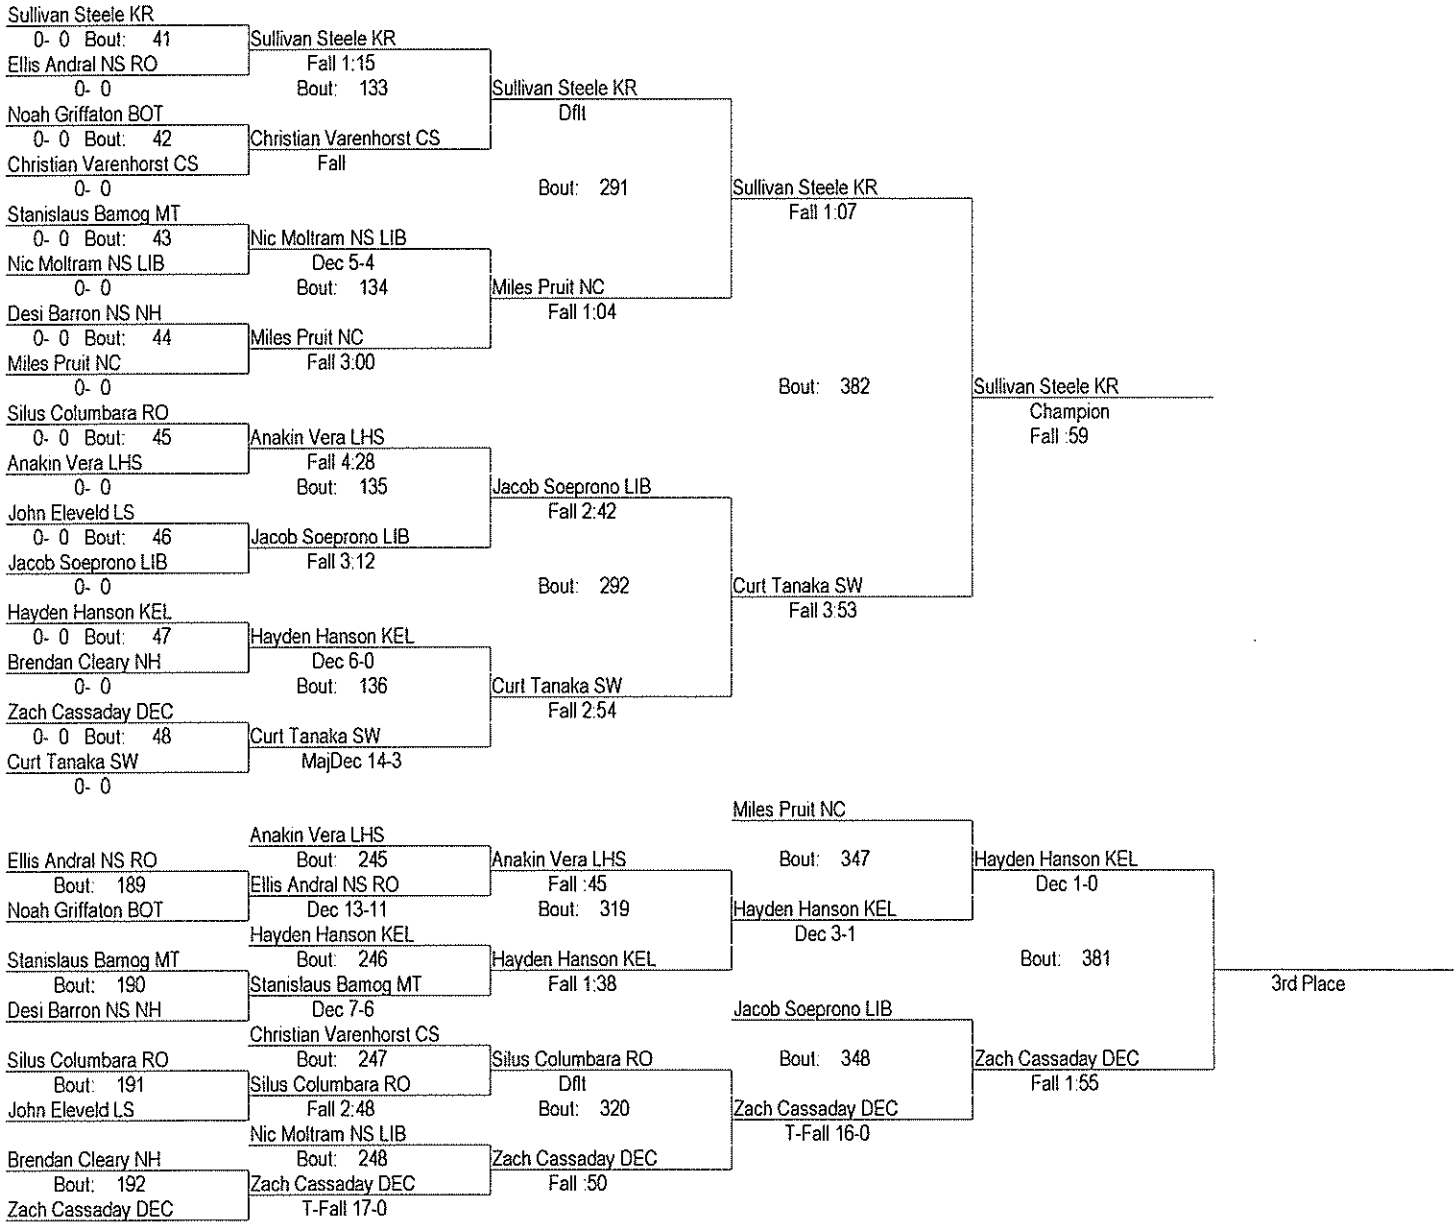 Sullivan Steele KR
0- 0 Bout: 41
Ellis Andral NS RO
0- 0
Noah Griffaton BOT
0- 0 Bout: 42
Christian Varenhorst CS
0- 0
Stanislaus Bamog MT
0- 0 Bout: 43
Nic Moltram NS LIB
0- 0
Desi Barron NS NH
0- 0 Bout: 44
Miles Pruit NC
0- 0
Silus Columbara RO
0- 0 Bout: 45
Anakin Vera LHS
0- 0
John Eleveld LS
0- 0 Bout: 46
Jacob Soeprono LIB
0- 0
Hayden Hanson KEL
0- 0 Bout: 47
Brendan Cleary NH
0- 0
Zach Cassaday DEC
0- 0 Bout: 48
Curt Tanaka SW
0- 0
Sullivan Steele KR
Fall 1:15
Bout: 133
Christian Varenhorst CS
Fall
Nic Moltram NS LIB
Dec 5-4
Bout: 134
Miles Pruit NC
Fall 3:00
Anakin Vera LHS
Fall 4:28
Bout: 135
Jacob Soeprono LIB
Fall 3:12
Hayden Hanson KEL
Dec 6-0
Bout: 136
Curt Tanaka SW
MajDec 14-3
Sullivan Steele KR
Dflt
Bout: 291
Miles Pruit NC
Fall 1:04
Jacob Soeprono LIB
Fall 2:42
Bout: 292
Curt Tanaka SW
Fall 2:54
Sullivan Steele KR
Fall 1:07
Bout: 382
Curt Tanaka SW
Fall 3:53
Sullivan Steele KR
Champion
Fall :59
Ellis Andral NS RO
Bout: 189
Noah Griffaton BOT
Stanislaus Bamog MT
Bout: 190
Desi Barron NS NH
Silus Columbara RO
Bout: 191
John Eleveld LS
Brendan Cleary NH
Bout: 192
Zach Cassaday DEC
Anakin Vera LHS
Bout: 245
Ellis Andral NS RO
Dec 13-11
Hayden Hanson KEL
Bout: 246
Stanislaus Bamog MT
Dec 7-6
Christian Varenhorst CS
Bout: 247
Silus Columbara RO
Fall 2:48
Nic Moltram NS LIB
Bout: 248
Zach Cassaday DEC
T-Fall 17-0
Anakin Vera LHS
Fall :45
Bout: 319
Hayden Hanson KEL
Fall 1:38
Silus Columbara RO
Dflt
Bout: 320
Zach Cassaday DEC
Fall :50
Miles Pruit NC
Bout: 347
Hayden Hanson KEL
Dec 3-1
Jacob Soeprono LIB
Bout: 348
Zach Cassaday DEC
T-Fall 16-0
Hayden Hanson KEL
Dec 1-0
Bout: 381
Zach Cassaday DEC
Fall 1:55
3rd Place